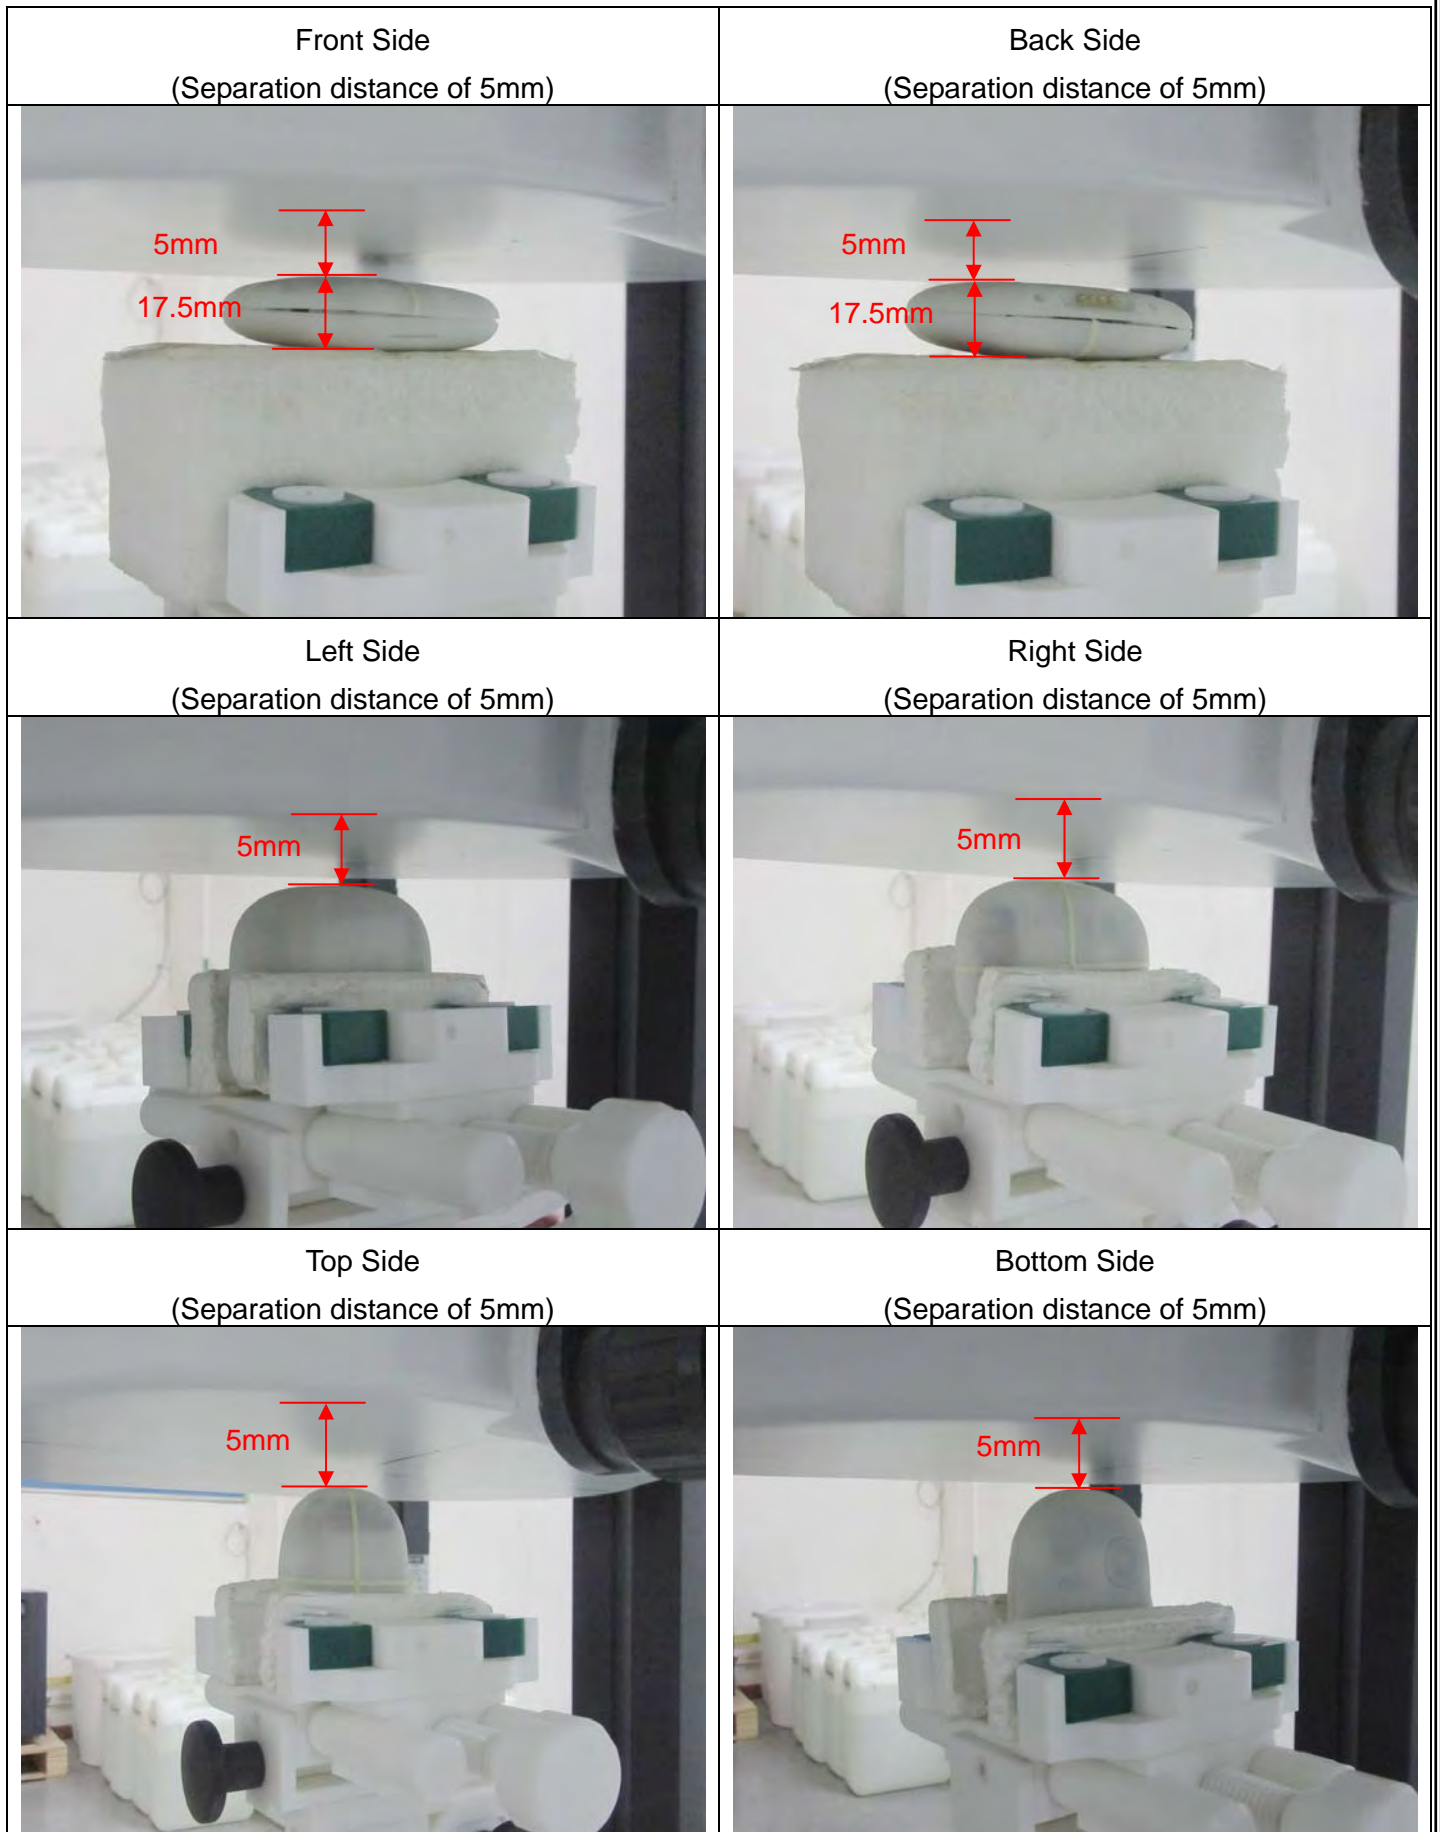 Front Side
(Separation distance of 5mm)
Back Side
(Separation distance of 5mm)
5mm
17.5mm
5mm
17.5mm
Left Side
(Separation distance of 5mm)
Right Side
(Separation distance of 5mm)
5mm
5mm
Top Side
(Separation distance of 5mm)
Bottom Side
(Separation distance of 5mm)
5mm
5mm